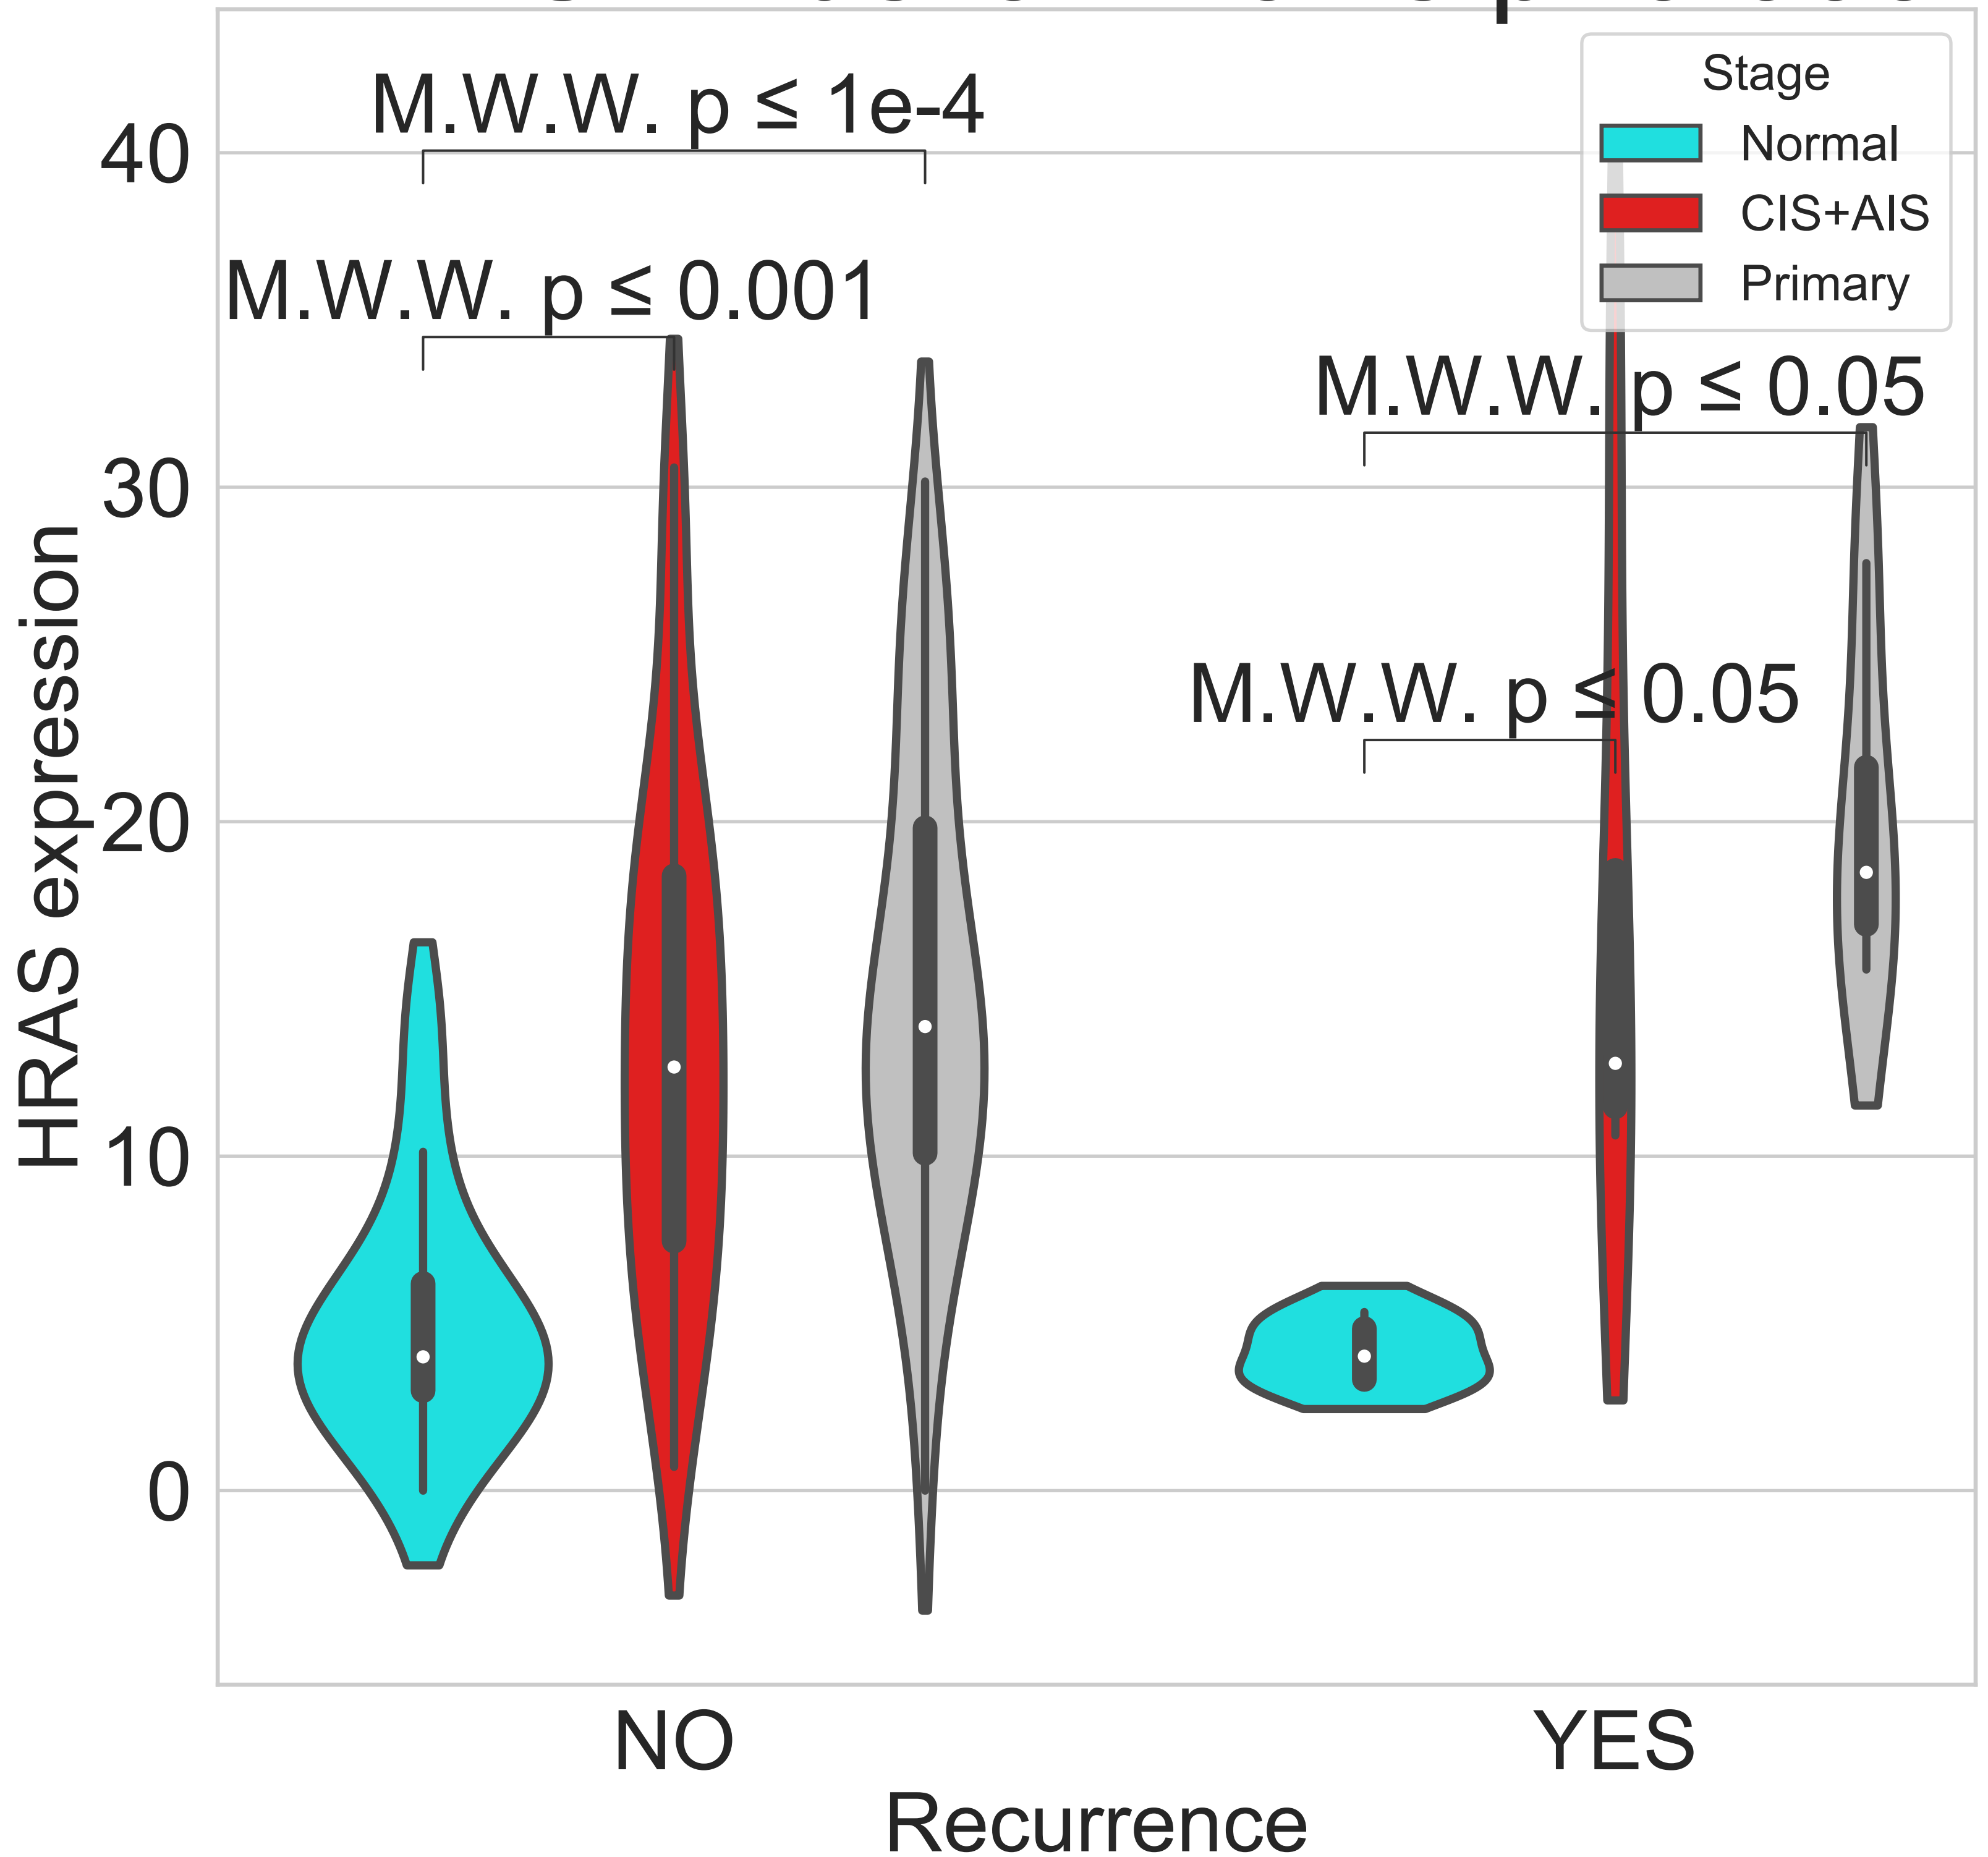 M.W.W. p ≤ 1e-4
Stage
Normal
CIS+AIS
Primary
40
M.W.W. p ≤ 0.001
M.W.W. p ≤ 0.05
30
M.W.W. p ≤ 0.05
20
10
0
HRAS expression
NO
YES
Recurrence